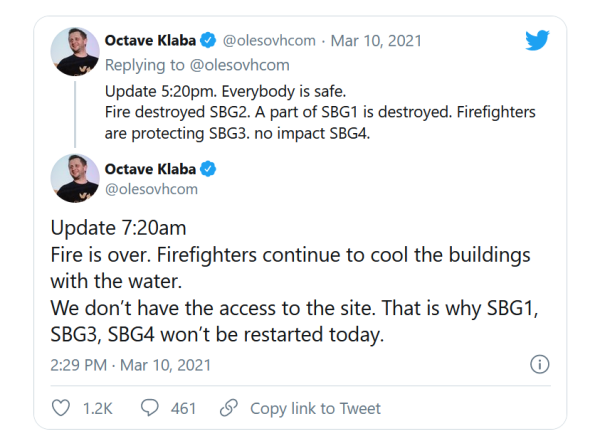 Octave Klaba @olesovhcom · Mar 10, 2021
Replying to @olesovhcom
Update 5:20pm. Everybody is safe.
Fire destroyed SBG2. A part of SBG1 is destroyed. Firefighters
are protecting SBG3. no impact SBG4.
Octave Klaba
@olesovhcom
Update 7:20am
Fire is over. Firefighters continue to cool the buildings
with the water.
We don't have the access to the site. That is why SBG1,
SBG3, SBG4 won't be restarted today.
2:29 PM · Mar 10, 2021
1.2K 461 Copy link to Tweet